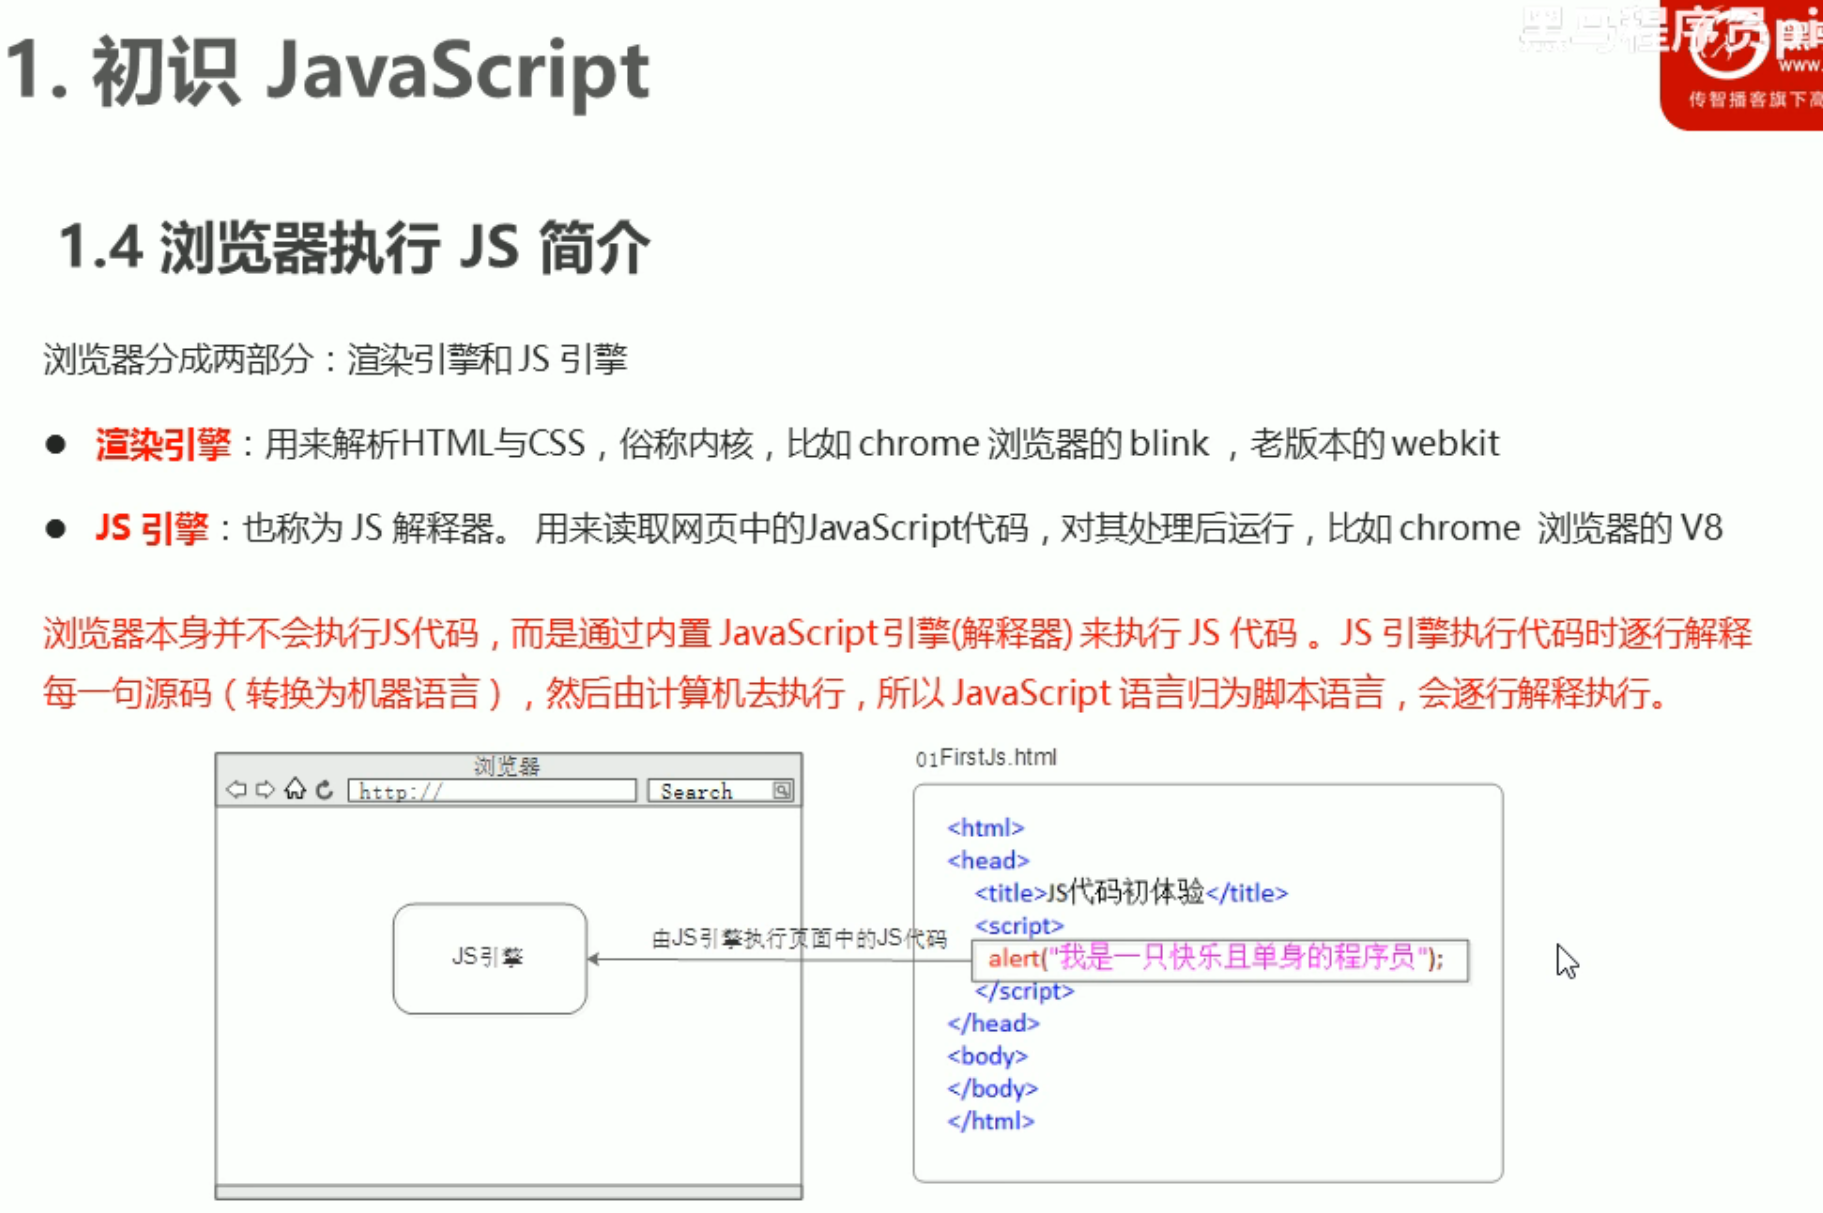 黑马程序员pi
www.
传智播客旗下高
1. 初识 JavaScript
1.4 浏览器执行 JS 简介
浏览器分成两部分：渲染引擎和 JS 引擎
● 渲染引擎：用来解析HTML与CSS，俗称内核，比如 chrome 浏览器的 blink ，老版本的 webkit
● JS 引擎：也称为 JS 解释器。 用来读取网页中的JavaScript代码，对其处理后运行，比如 chrome 浏览器的 V8
浏览器本身并不会执行JS代码，而是通过内置 JavaScript 引擎(解释器) 来执行 JS 代码 。JS 引擎执行代码时逐行解释
每一句源码（转换为机器语言），然后由计算机去执行，所以 JavaScript 语言归为脚本语言，会逐行解释执行。
浏览器
http://
Search
JS引擎
由JS引擎执行页面中的JS代码
01FirstJs.html
<html>
<head>
<title>JS代码初体验</title>
<script>
alert("我是一只快乐且单身的程序员");
</script>
</head>
<body>
</body>
</html>